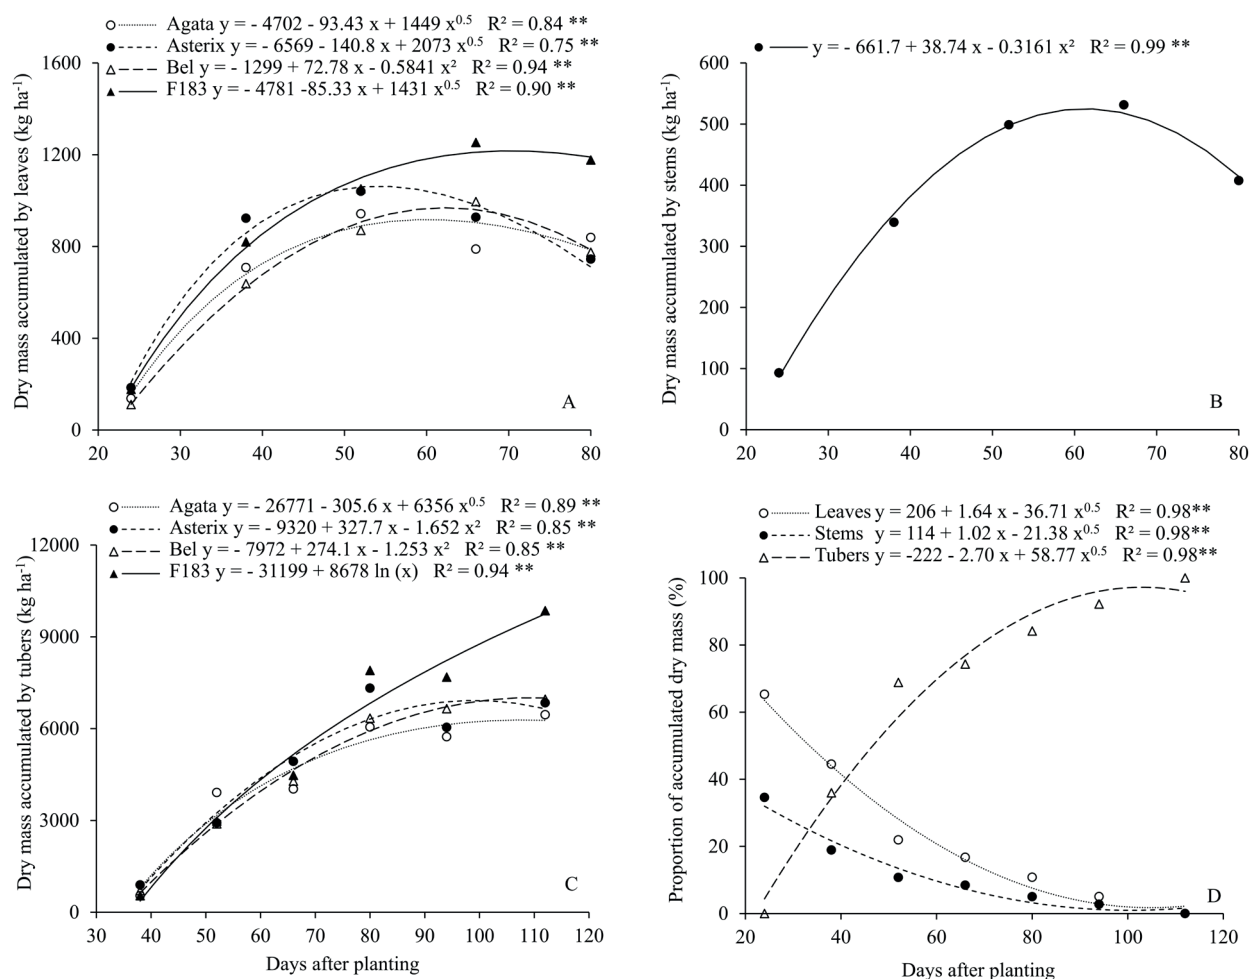 Agata y = - 4702 - 93.43 x + 1449 x^0.5 R² = 0.84 **
Asterix y = - 6569 - 140.8 x + 2073 x^0.5 R² = 0.75 **
Bel y = - 1299 + 72.78 x - 0.5841 x² R² = 0.94 **
F183 y = - 4781 -85.33 x + 1431 x^0.5 R² = 0.90 **
Dry mass accumulated by leaves (kg ha⁻¹)
1600
1200
800
400
0
20 30 40 50 60 70 80
A
y = - 661.7 + 38.74 x - 0.3161 x² R² = 0.99 **
Dry mass accumulated by stems (kg ha⁻¹)
600
500
400
300
200
100
0
20 30 40 50 60 70 80
B
Agata y = - 26771 - 305.6 x + 6356 x^0.5 R² = 0.89 **
Asterix y = - 9320 + 327.7 x - 1.652 x² R² = 0.85 **
Bel y = - 7972 + 274.1 x - 1.253 x² R² = 0.85 **
F183 y = - 31199 + 8678 ln (x) R² = 0.94 **
Dry mass accumulated by tubers (kg ha⁻¹)
12000
9000
6000
3000
0
30 40 50 60 70 80 90 100 110 120
C
Days after planting
Leaves y = 206 + 1.64 x - 36.71 x^0.5 R² = 0.98**
Stems y = 114 + 1.02 x - 21.38 x^0.5 R² = 0.98**
Tubers y = -222 - 2.70 x + 58.77 x^0.5 R² = 0.98**
Proportion of accumulated dry mass (%)
100
80
60
40
20
0
20 40 60 80 100 120
D
Days after planting